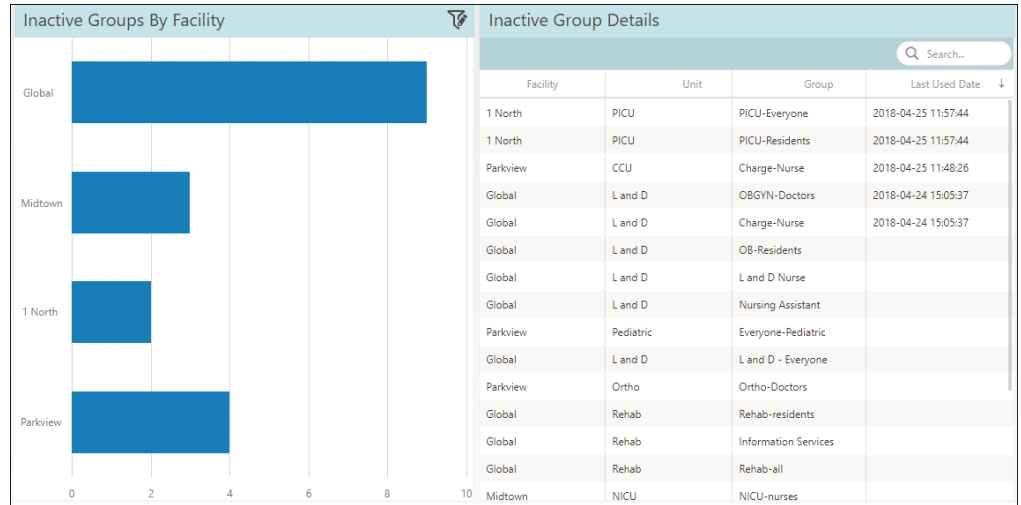 Inactive Groups By Facility
Global
Midtown
1 North
Parkview
0 2 4 6 8 10
Inactive Group Details
Search...
Facility Unit Group Last Used Date ↓
1 North PICU PICU-Everyone 2018-04-25 11:57:44
1 North PICU PICU-Residents 2018-04-25 11:57:44
Parkview CCU Charge-Nurse 2018-04-25 11:48:26
Global L and D OBGYN-Doctors 2018-04-24 15:05:37
Global L and D Charge-Nurse 2018-04-24 15:05:37
Global L and D OB-Residents
Global L and D L and D Nurse
Global L and D Nursing Assistant
Parkview Pediatric Everyone-Pediatric
Global L and D L and D - Everyone
Parkview Ortho Ortho-Doctors
Global Rehab Rehab-residents
Global Rehab Information Services
Global Rehab Rehab-all
Midtown NICU NICU-nurses